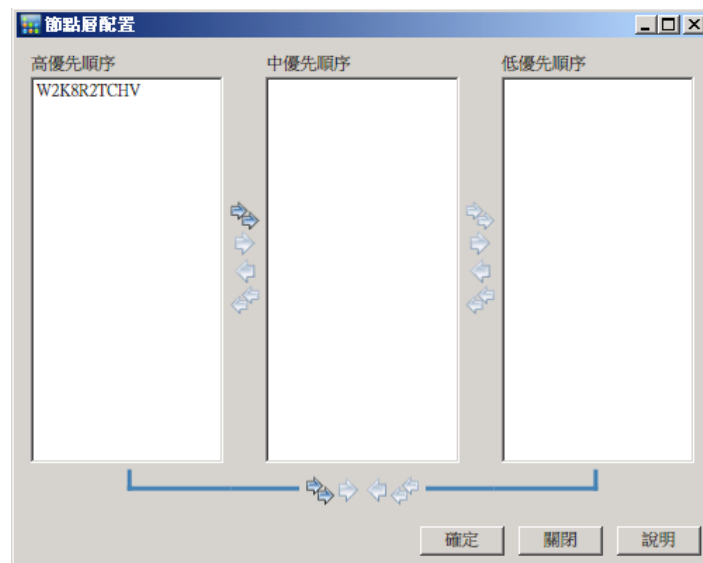 節點層配置
高優先順序
中優先順序
低優先順序
W2K8R2TCHV
確定
關閉
說明